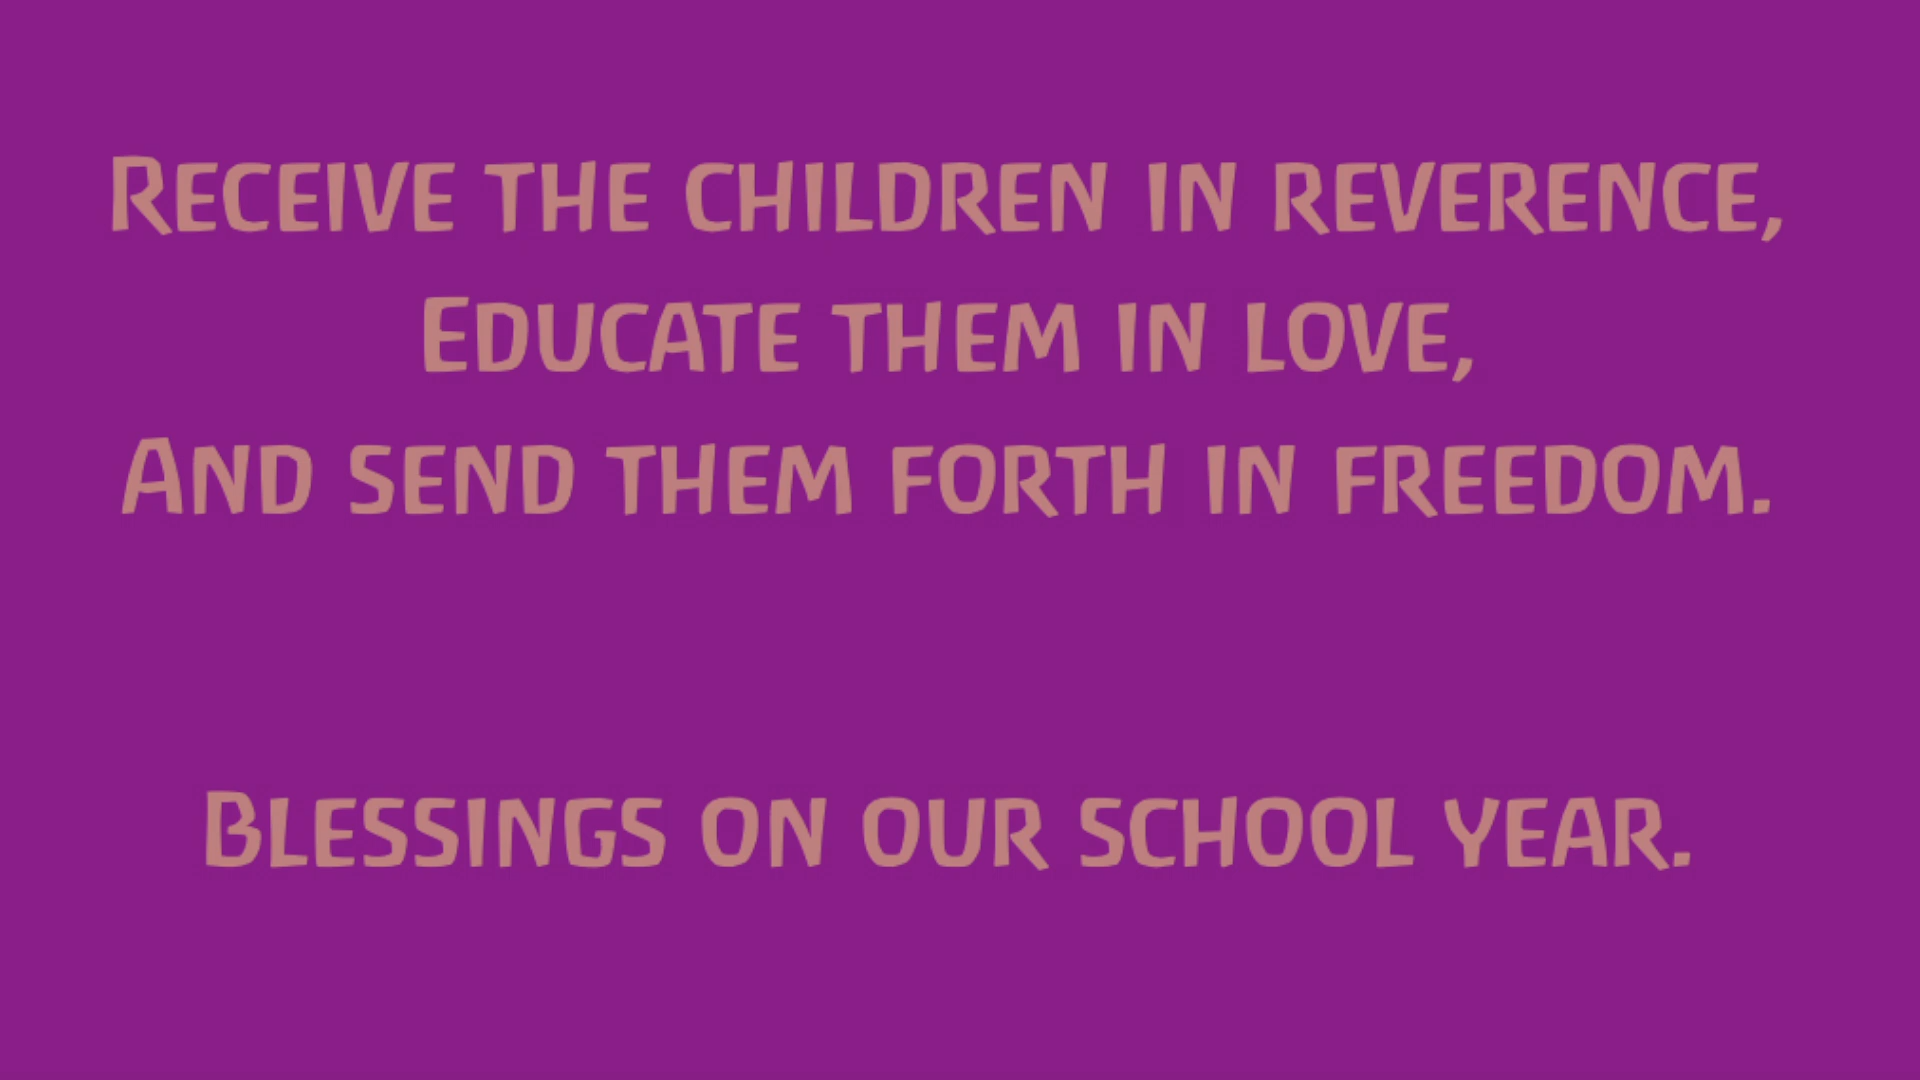 Receive the children in reverence,
Educate them in love,
And send them forth in freedom.
Blessings on our school year.